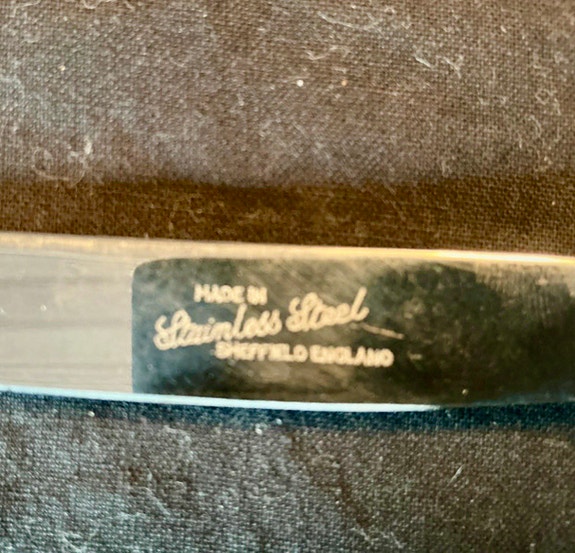 MADE IN
Stainless Steel
SHEFFIELD ENGLAND